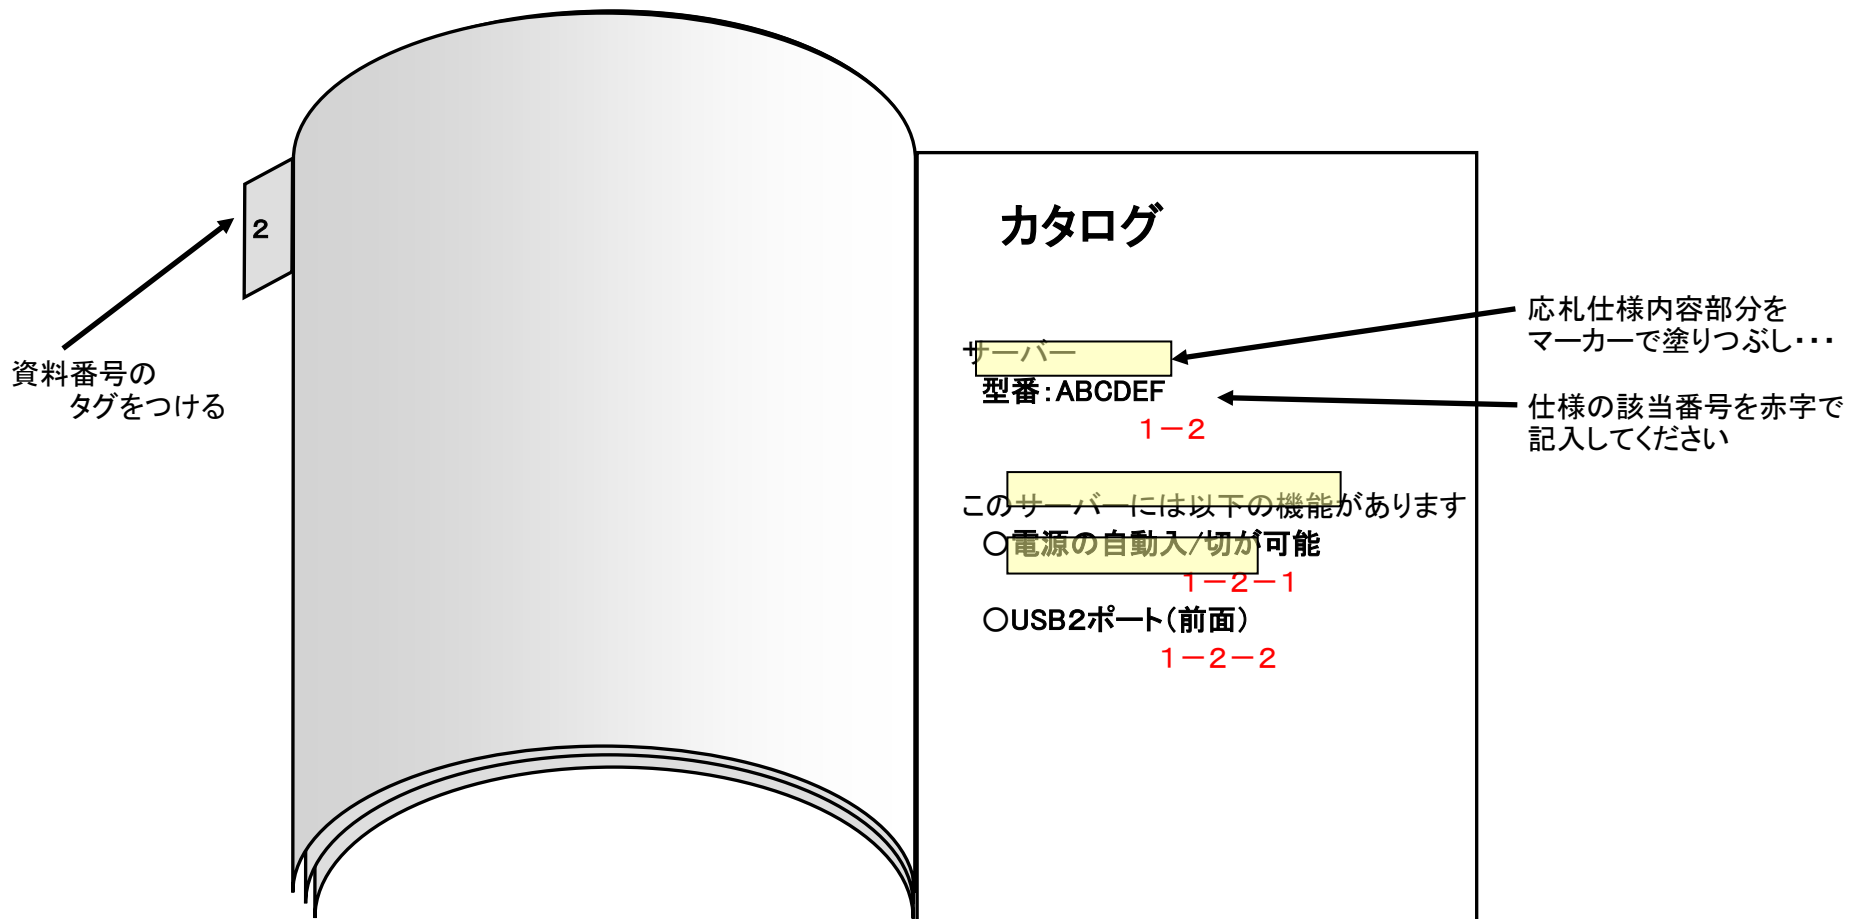 2
資料番号の
タグをつける
カタログ
サーバー
型番：ABCDEF
1－2
このサーバーには以下の機能があります
○電源の自動入/切が可能
1－2－1
○USB2ポート（前面）
1－2－2
応札仕様内容部分を
マーカーで塗りつぶし・・・
仕様の該当番号を赤字で
記入してください